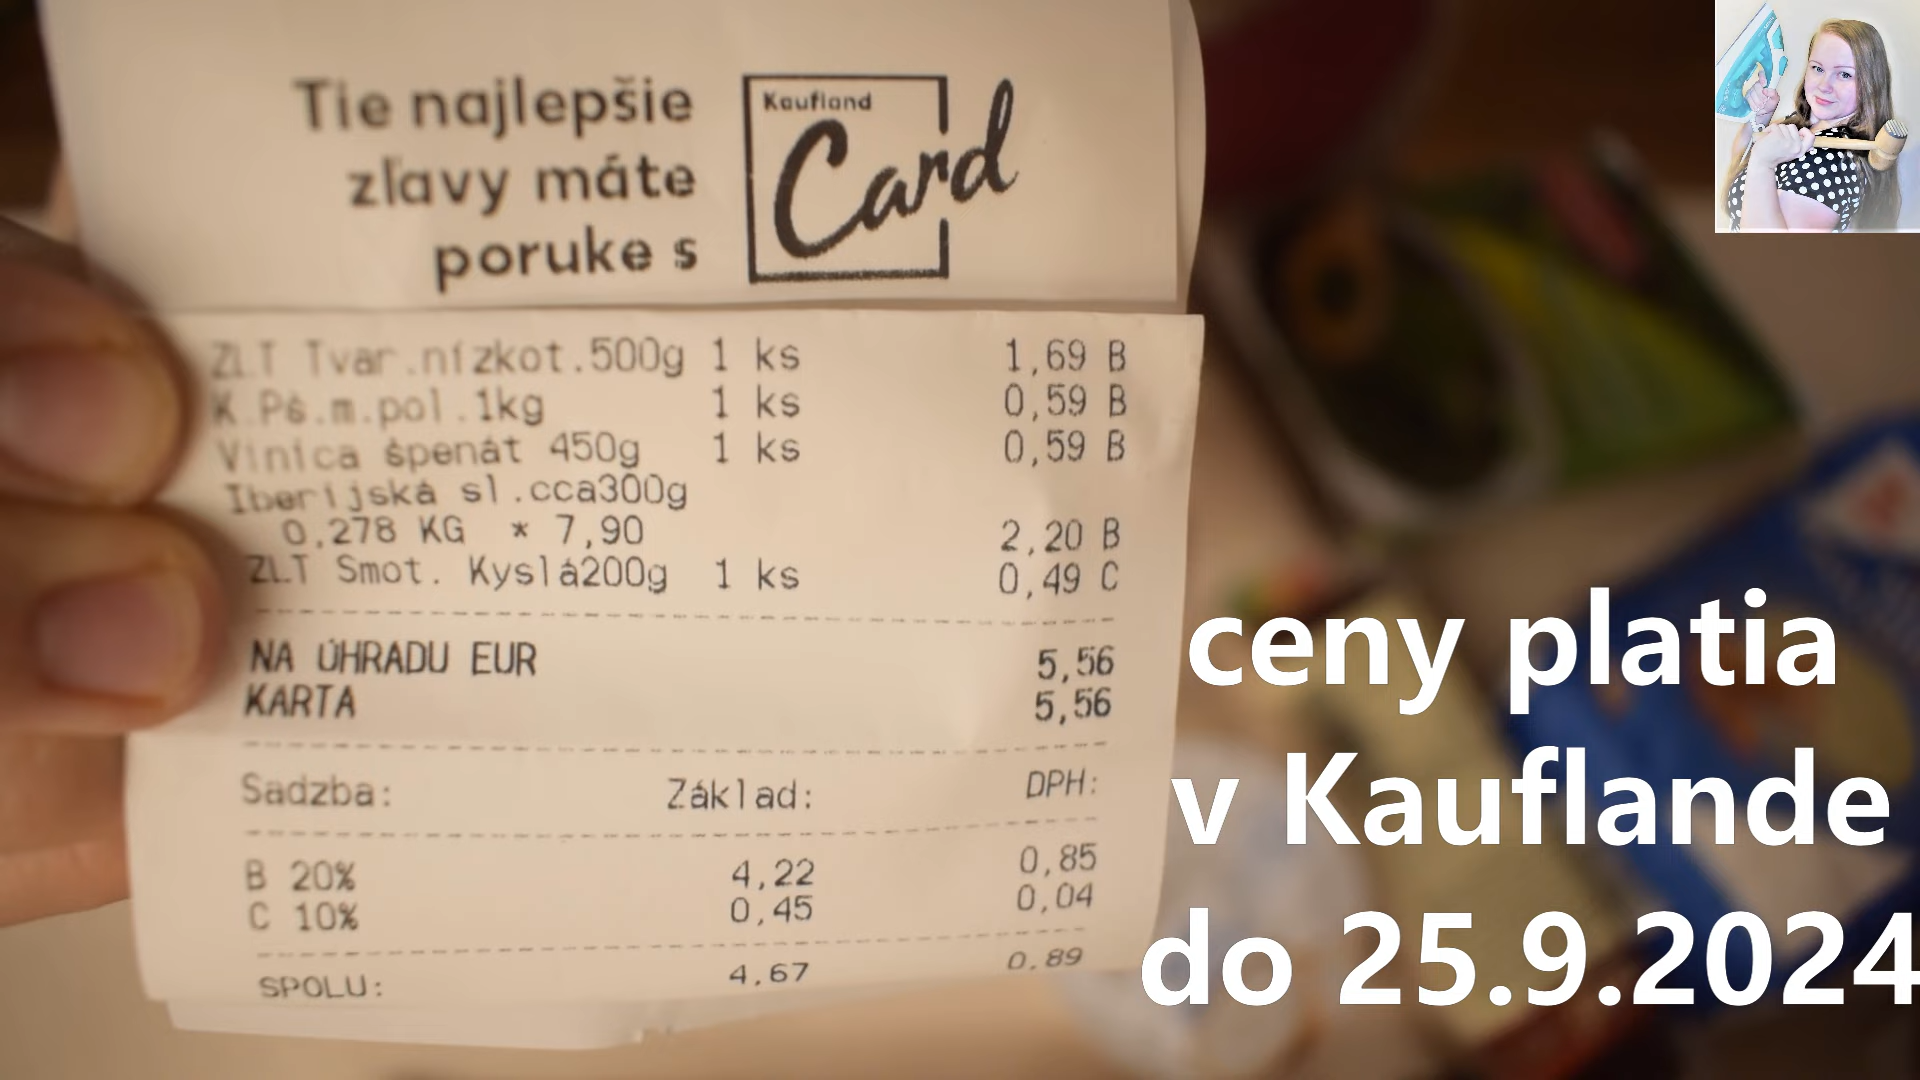 Tie najlepšie
zľavy máte
poruke s
Kaufland
Card
ZLT Tvar.nízkot.500g 1 ks 1,69 B
K.Pš.m.pol.1kg 1 ks 0,59 B
Vinica špenát 450g 1 ks 0,59 B
Iberijská sl.cca300g
0,278 KG * 7,90 2,20 B
ZLT Smot. Kyslá200g 1 ks 0,49 C
NA ÚHRADU EUR 5,56
KARTA 5,56
Sadzba: Základ: DPH:
B 20% 4,22 0,85
C 10% 0,45 0,04
SPOLU: 4,67 0,89
ceny platia
v Kauflande
do 25.9.2024